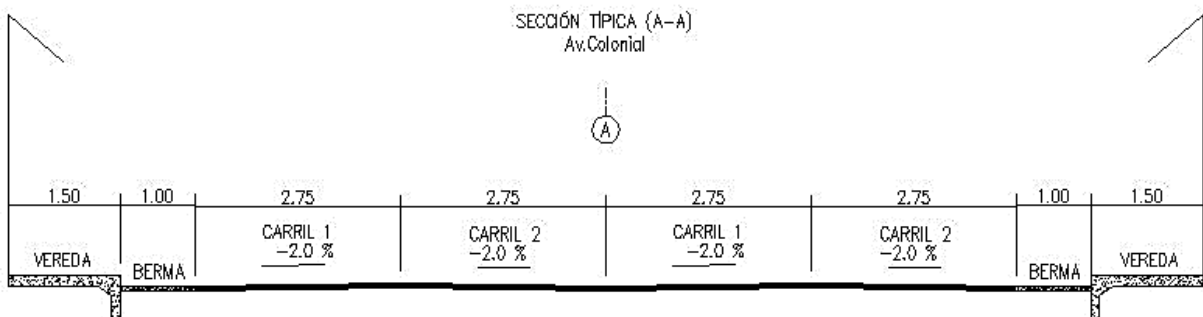 SECCIÓN TÍPICA (A-A)
Av.Colonial
A
1.50 1.00 2.75 2.75 2.75 2.75 1.00 1.50
CARRIL 1 CARRIL 2 CARRIL 1 CARRIL 2
-2.0 % -2.0 % -2.0 % -2.0 %
VEREDA BERMA BERMA VEREDA